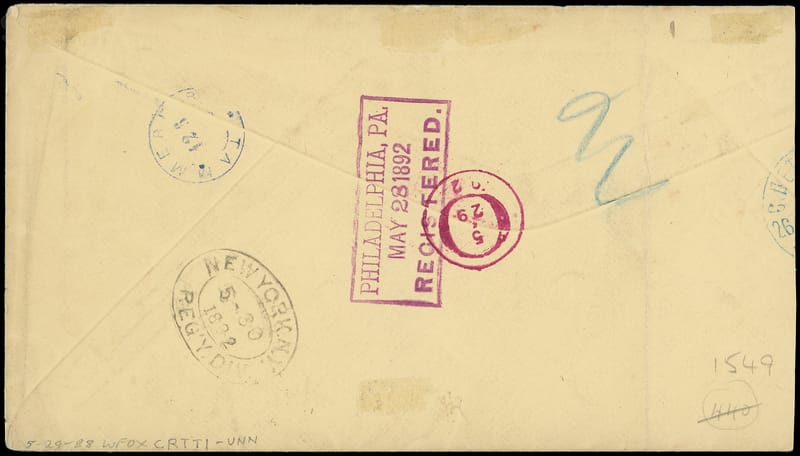 PHILADELPHIA, PA.
MAY 28 1892
REGISTERED.
NEW YORK, N.Y.
5-30
1892
REG'Y. DIV.
1549
440
5-29-88 WFOX CRTTI-UNN